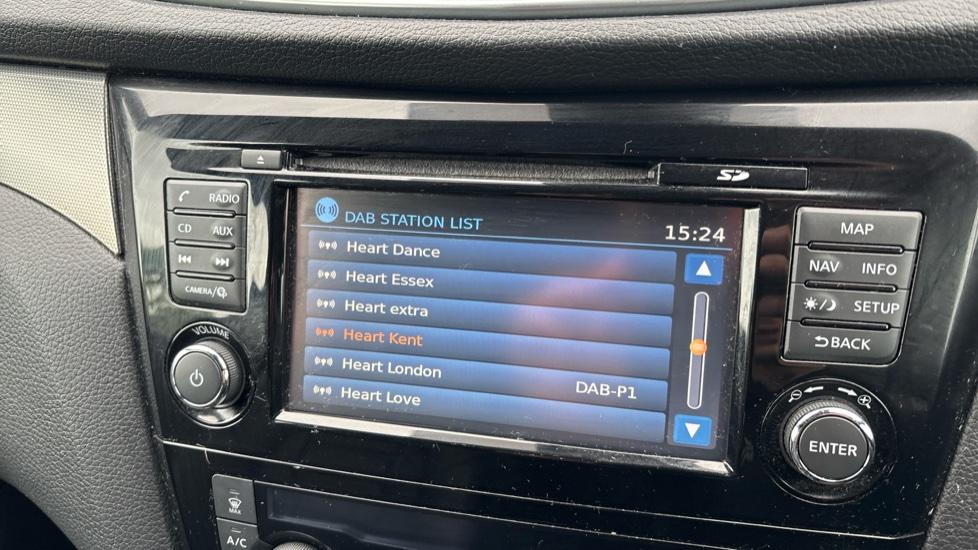 SD
RADIO
CD AUX
CAMERA/
VOLUME
DAB STATION LIST
15:24
Heart Dance
Heart Essex
Heart extra
Heart Kent
Heart London DAB-P1
Heart Love
MAP
NAV INFO
SETUP
BACK
ENTER
MAX
A/C